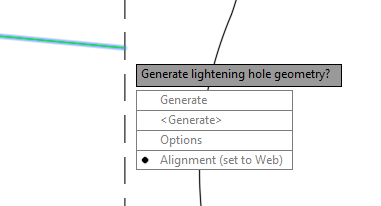 Generate lightening hole geometry?
Generate
<Generate>
Options
Alignment (set to Web)